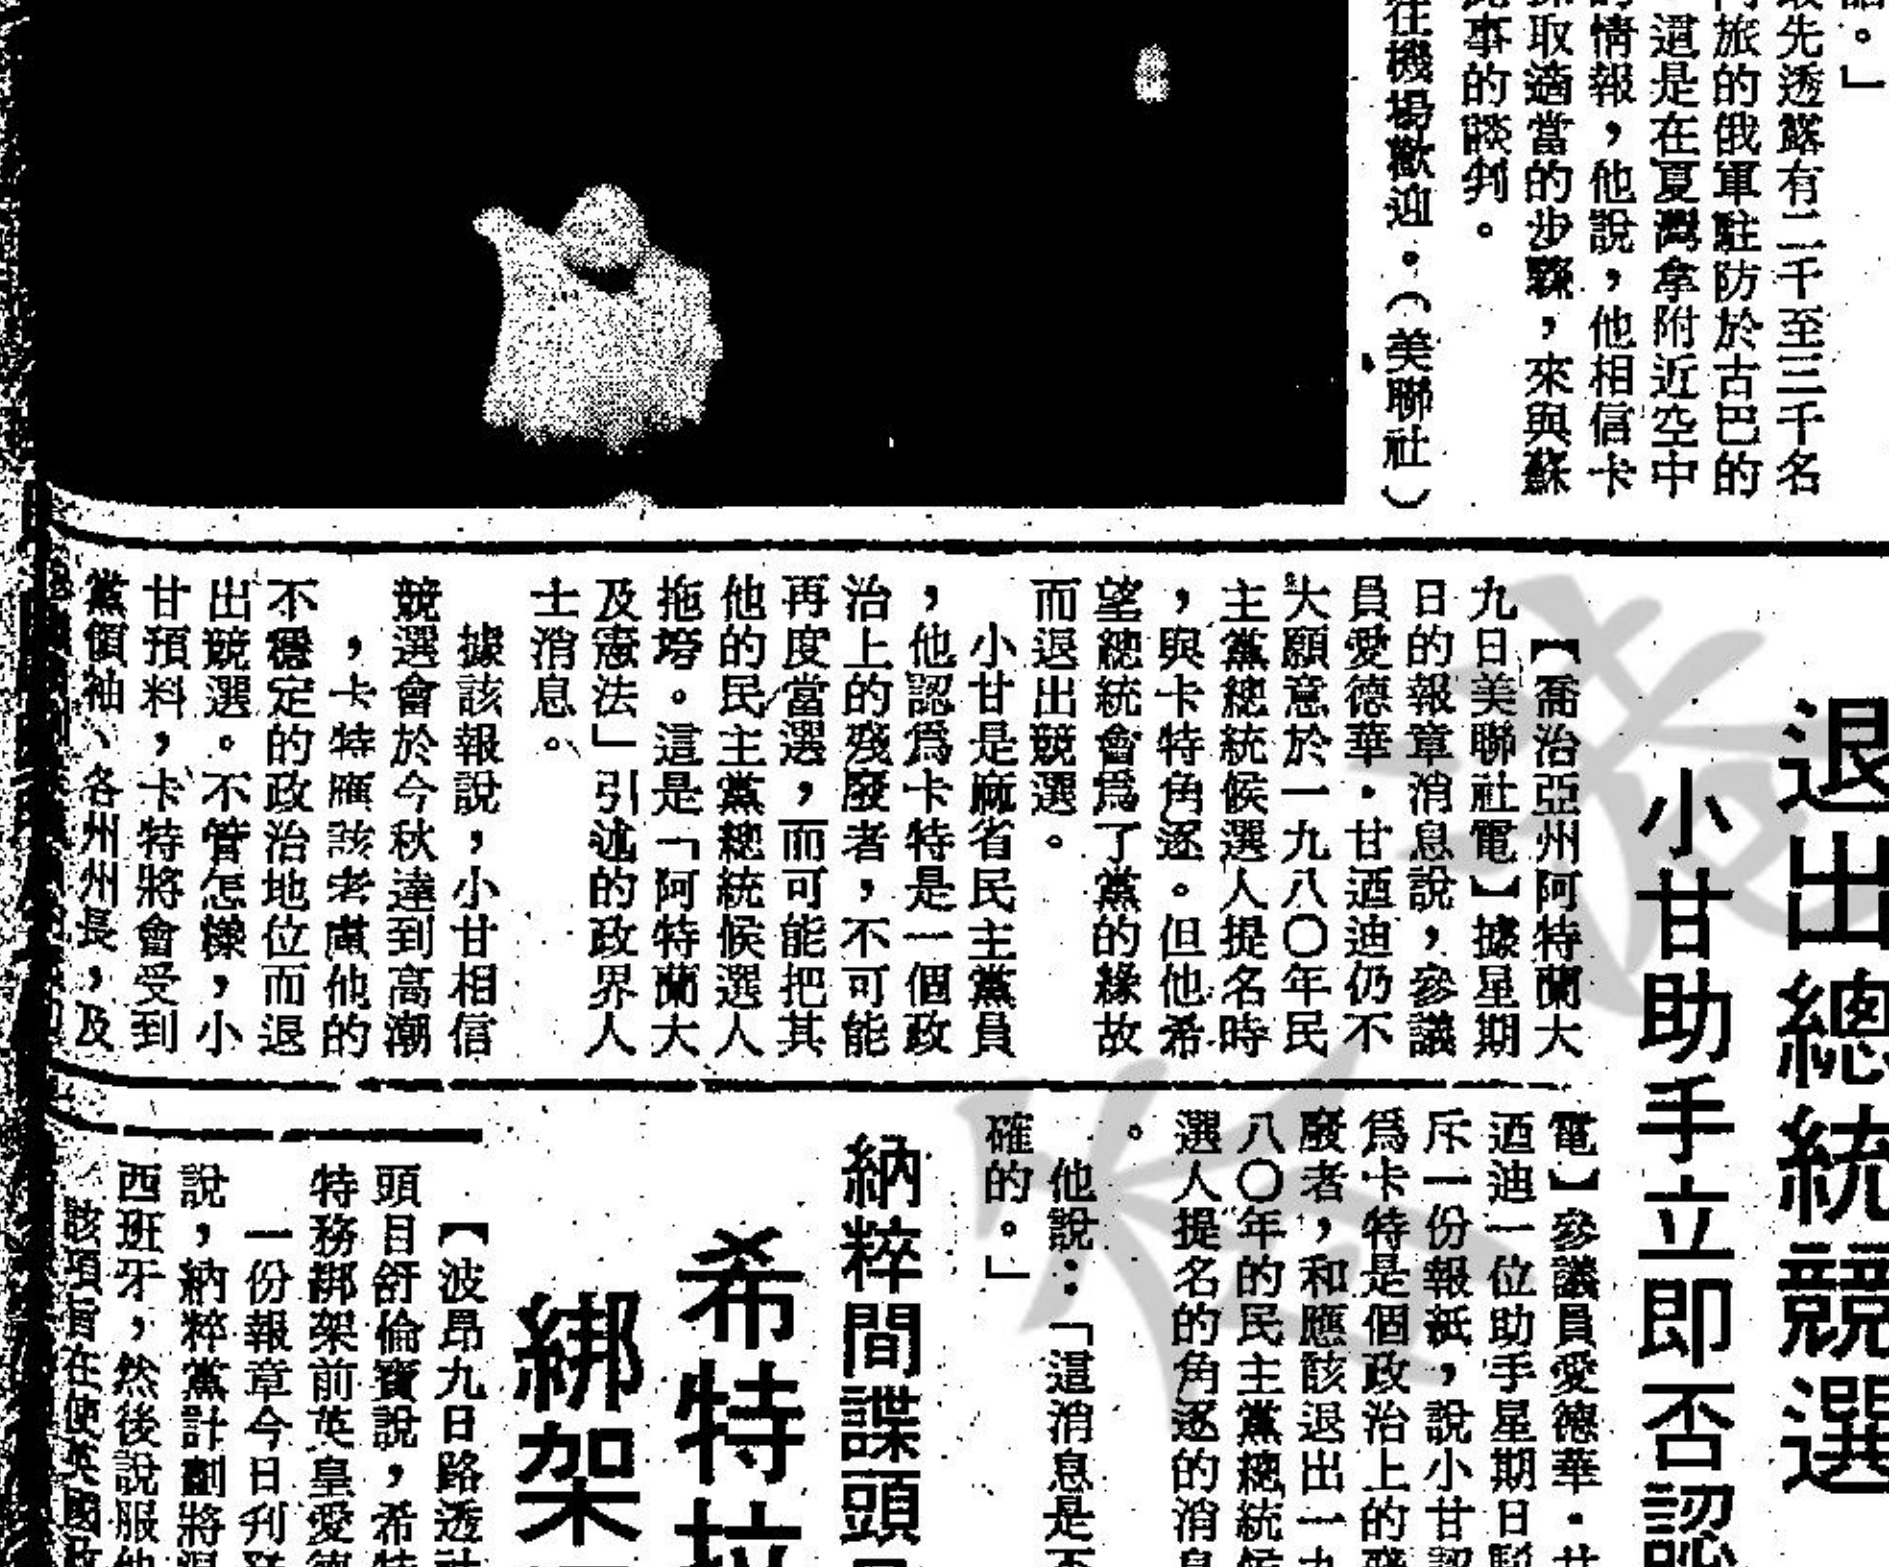 話。」
最先透露有二千至三千名
旅的俄軍駐防於古巴的
還是在夏灣拿附近空中
情報,他說,他相信卡
採取適當的步驟,來與蘇
此事的談判。
往機場歡迎.(美聯社)
退出總統競選
小甘助手立即否認
【喬治亞州阿特蘭大
九日美聯社電】據星期
日的報章消息說,參議
員愛德華.甘迺迪仍不
大願意於一九八〇年民
主黨總統候選人提名時
,與卡特角逐。但他希
望總統會爲了黨的緣故
而退出競選。
小甘是麻省民主黨員
,他認爲卡特是一個政
治上的殘廢者,不可能
再度當選,而可能把其
他的民主黨總統候選人
拖垮。這是「阿特蘭大
及憲法」引述的政界人
士消息。
據該報說,小甘相信
競選會於今秋達到高潮
,卡特應該考慮他的
不穩定的政治地位而退
出競選。不管怎樣,小
甘預料,卡特將會受到
黨領袖、各州州長,及
電】參議員愛德華.甘
迺迪一位助手星期日駁
斥一份報紙,說小甘認
爲卡特是個政治上的殘
廢者,和應該退出一九
八〇年的民主黨總統候
選人提名的角逐的消息
。
他說:「這消息是不
確的。」
納粹間諜頭
希特拉
綁架
【波昂九日路透社
頭目舒倫寶說,希特
特務綁架前英皇愛德
一份報章今日刋
說,納粹黨計劃將溫
西班牙,然後說服他
該項旨在使英國政